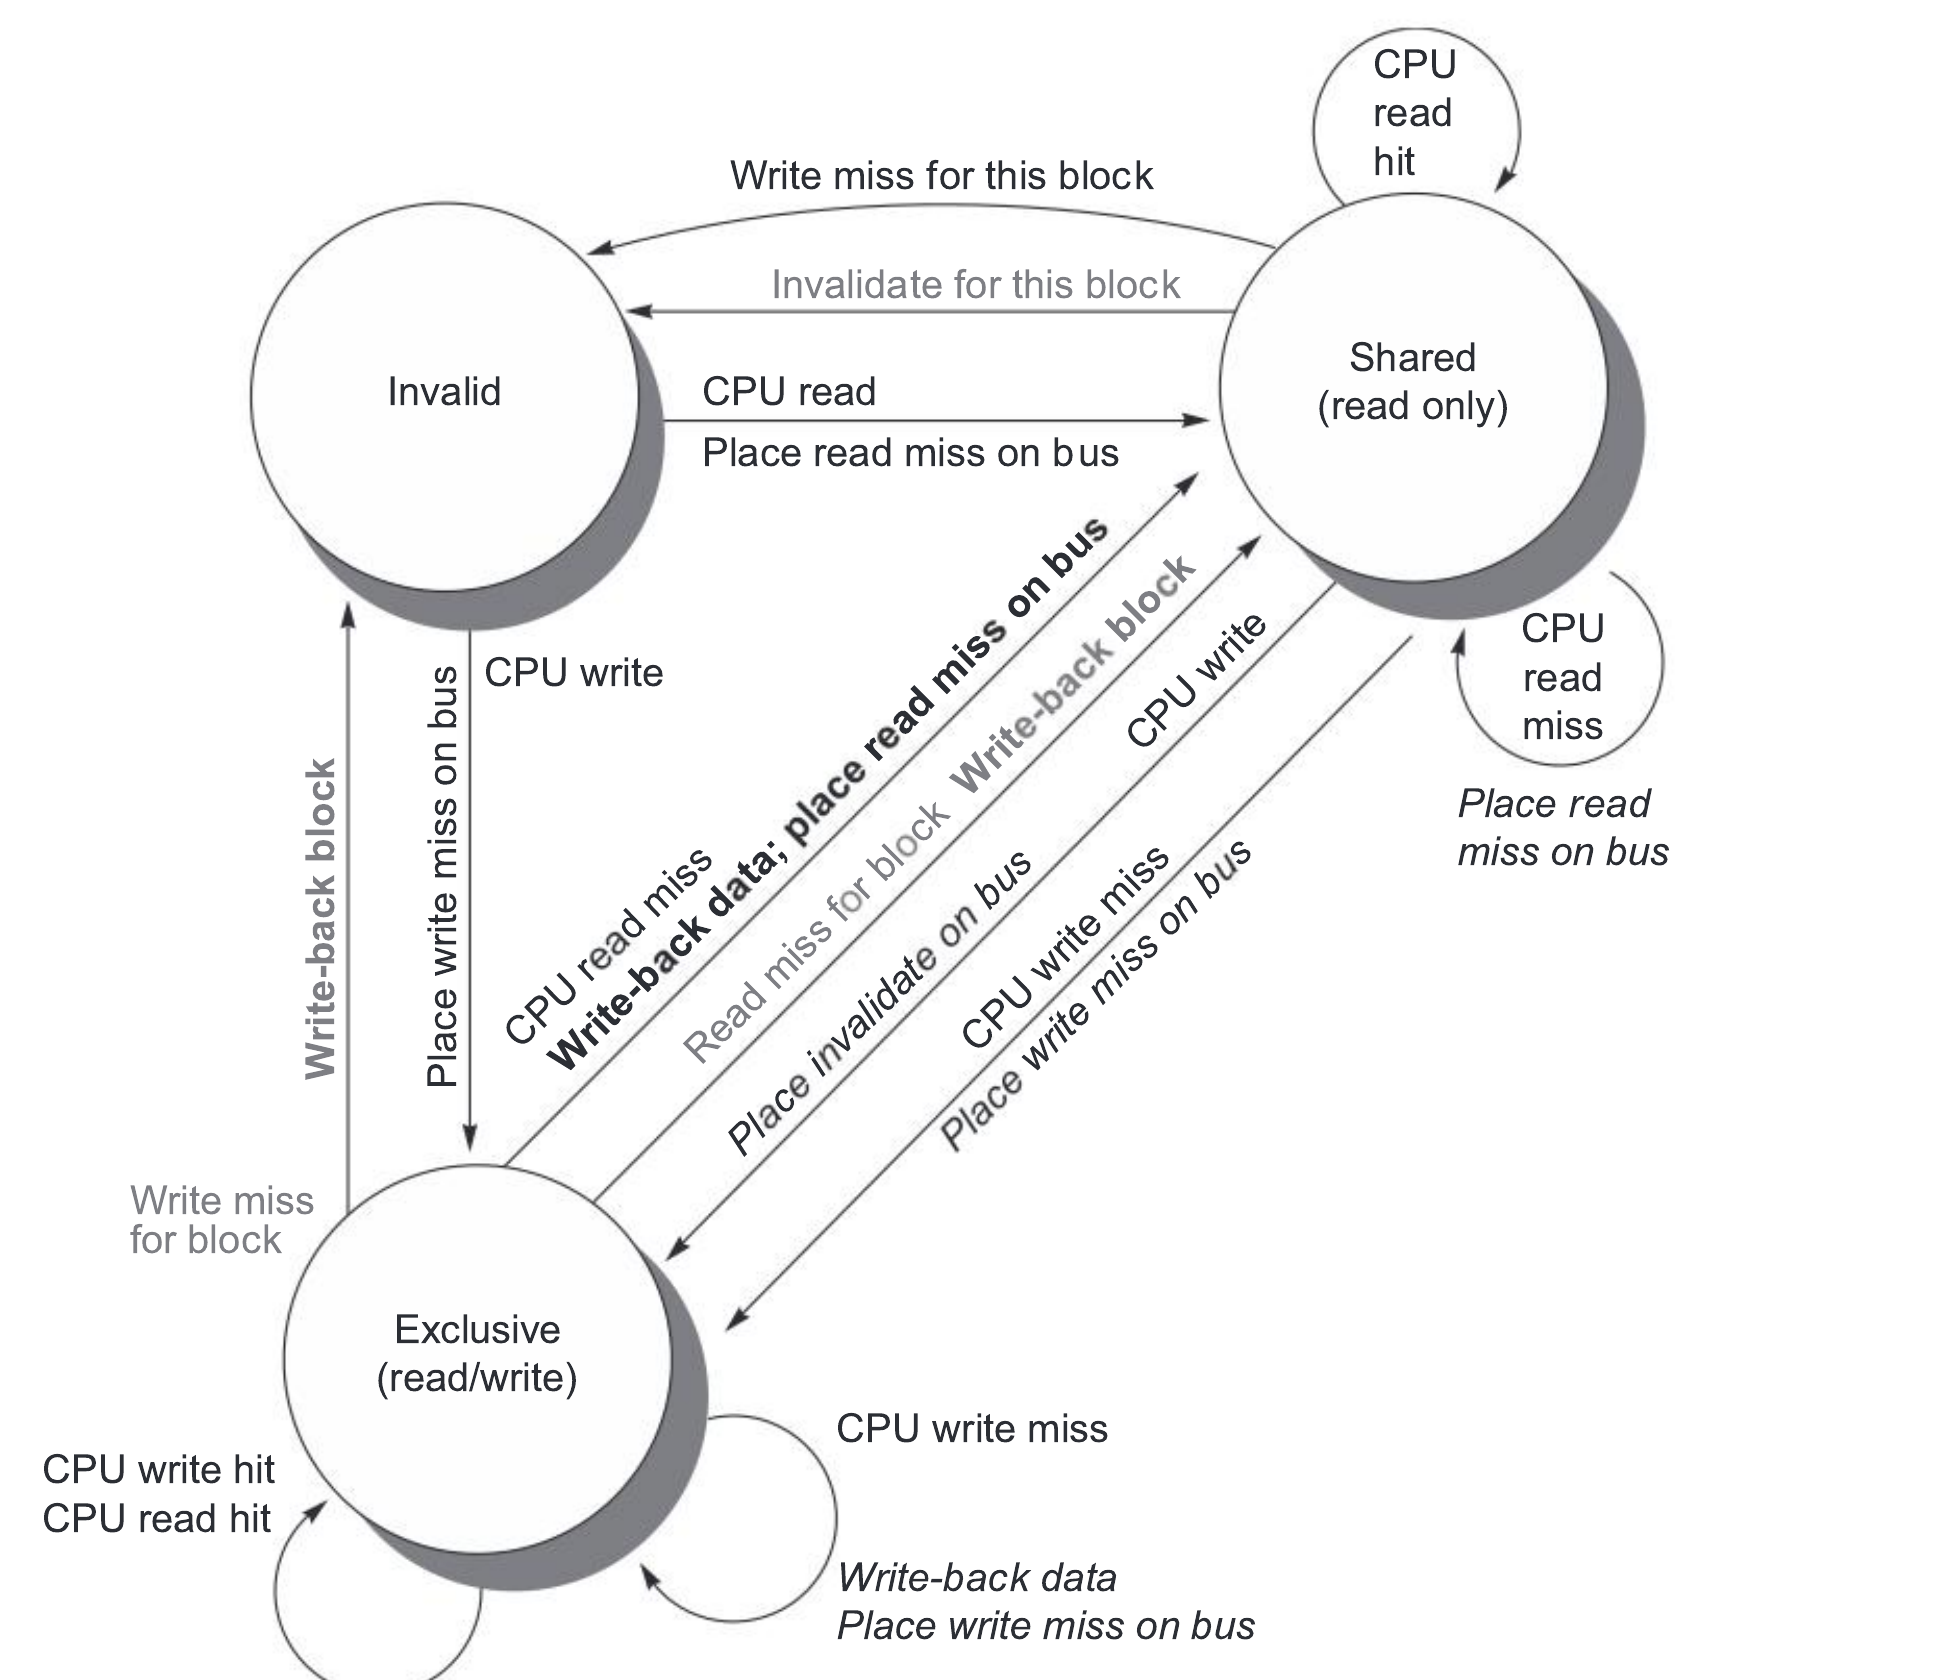 CPU
read
hit
Write miss for this block
Invalidate for this block
Invalid
Shared
(read only)
CPU read
Place read miss on bus
CPU
read
miss
Place read
miss on bus
CPU write
Place write miss on bus
Write-back block
Write miss
for block
CPU read miss
Write-back data; place read miss on bus
Read miss for block Write-back block
CPU write
Place invalidate on bus
CPU write miss
Place write miss on bus
Exclusive
(read/write)
CPU write hit
CPU read hit
CPU write miss
Write-back data
Place write miss on bus